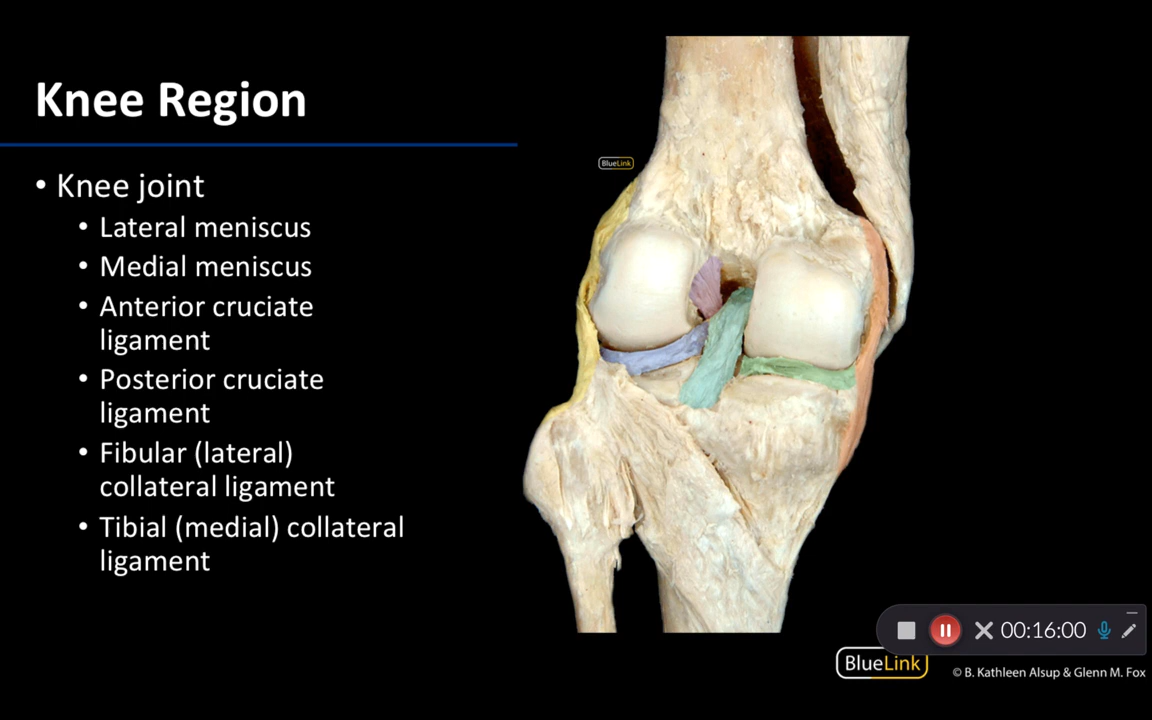 Knee Region
• Knee joint
• Lateral meniscus
• Medial meniscus
• Anterior cruciate
ligament
• Posterior cruciate
ligament
• Fibular (lateral)
collateral ligament
• Tibial (medial) collateral
ligament
BlueLink
00:16:00
BlueLink
© B. Kathleen Alsup & Glenn M. Fox